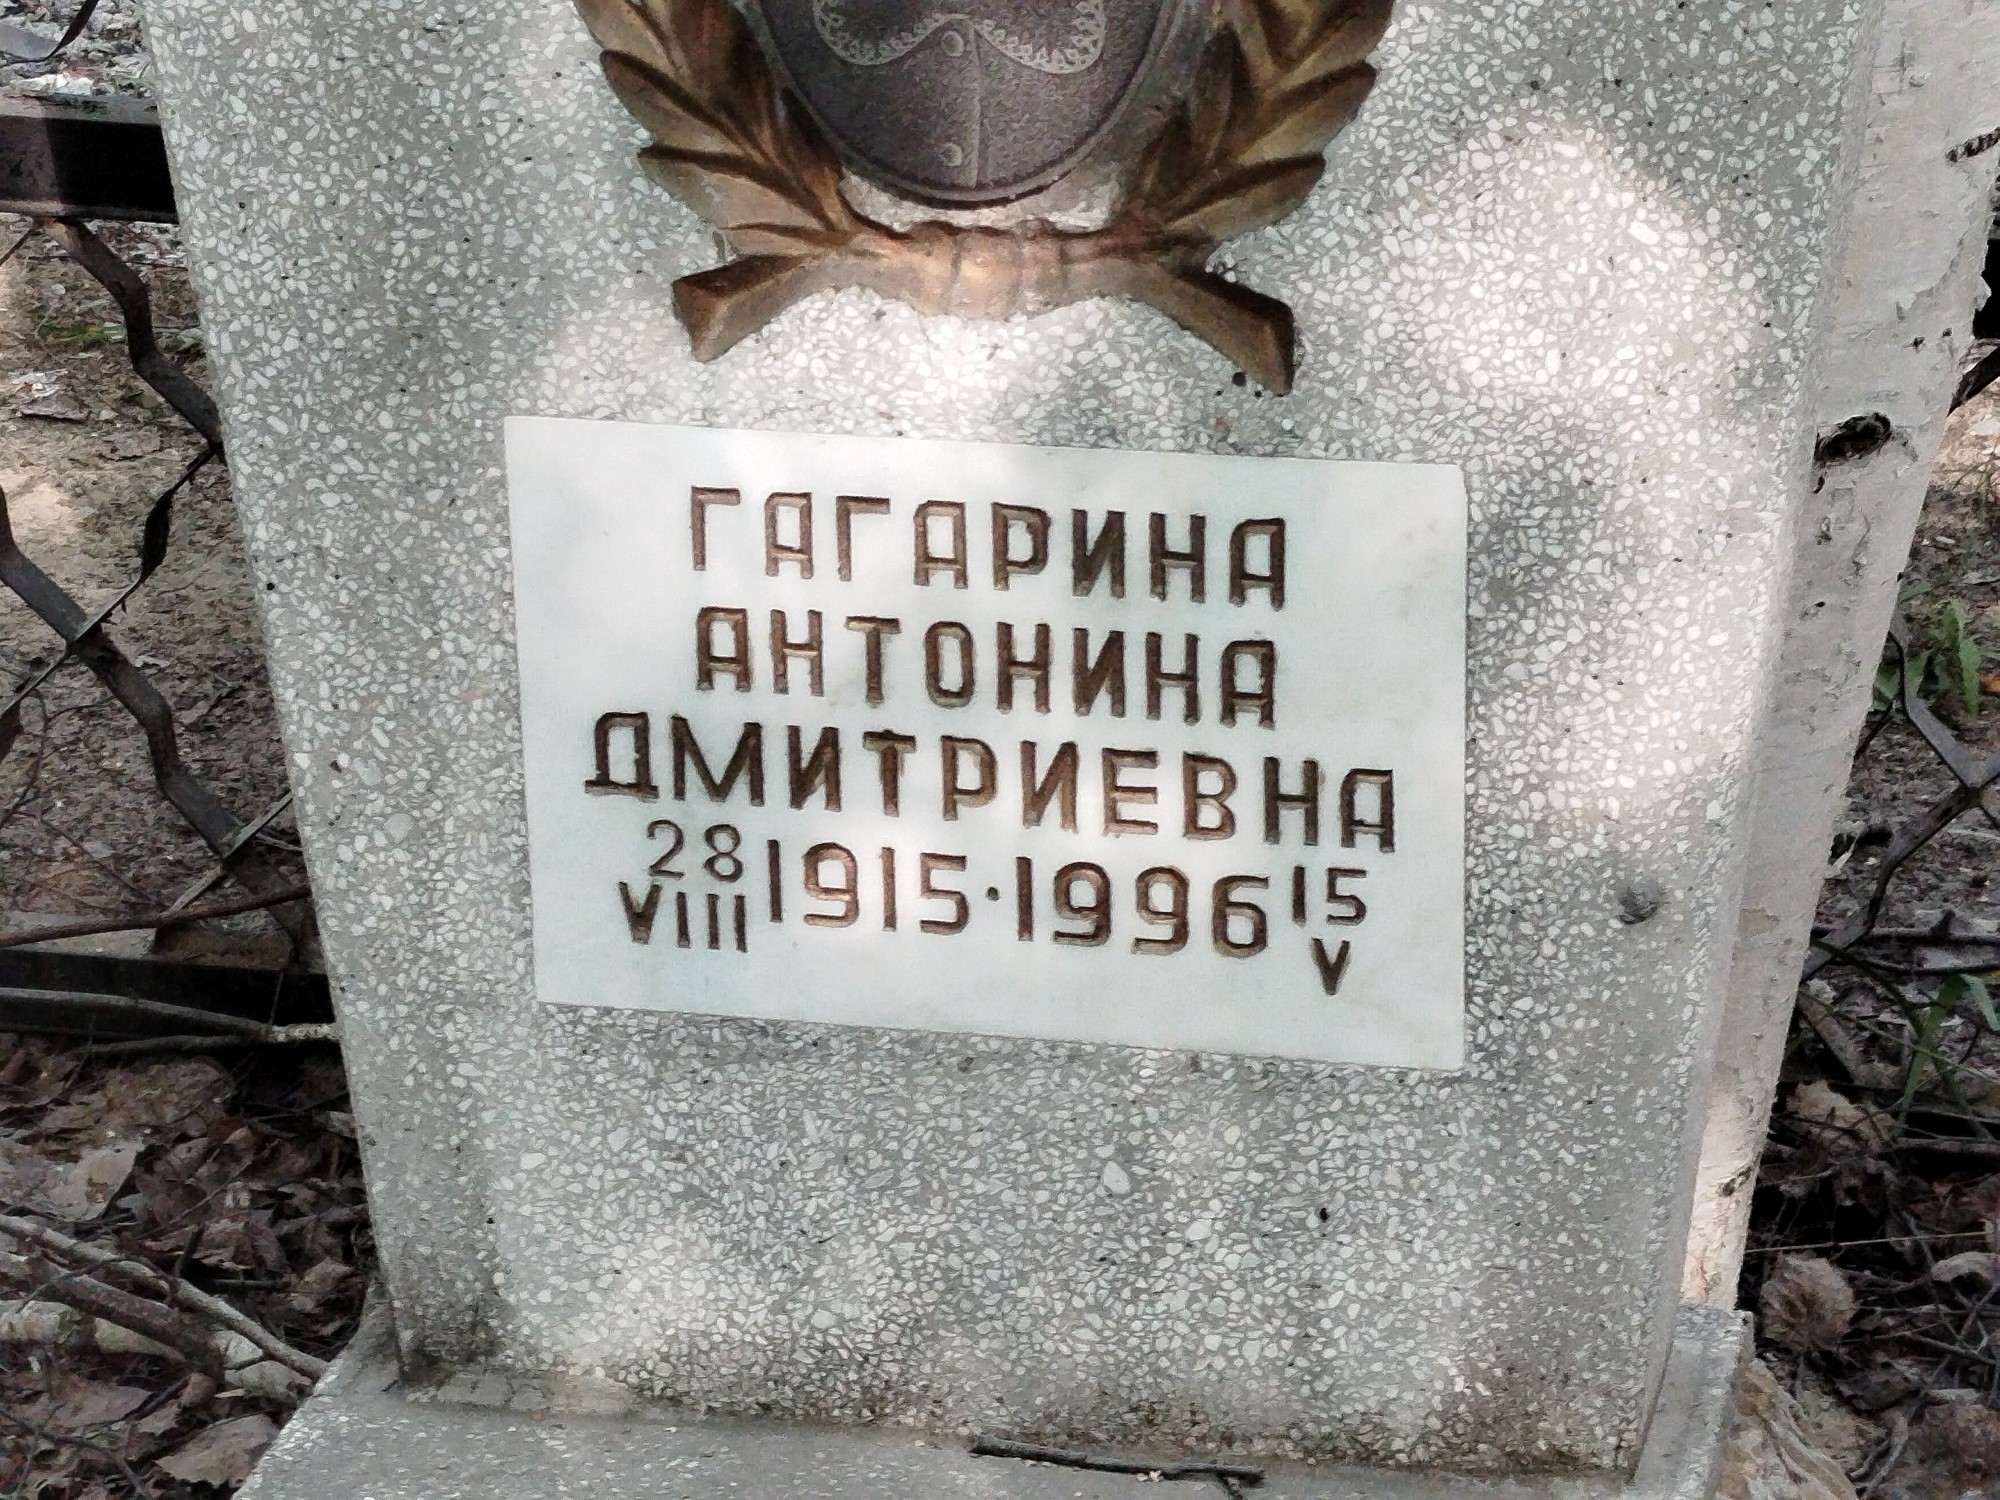 ГАГАРИНА
АНТОНИНА
ДМИТРИЕВНА
28 VIII 1915·1996 15 V